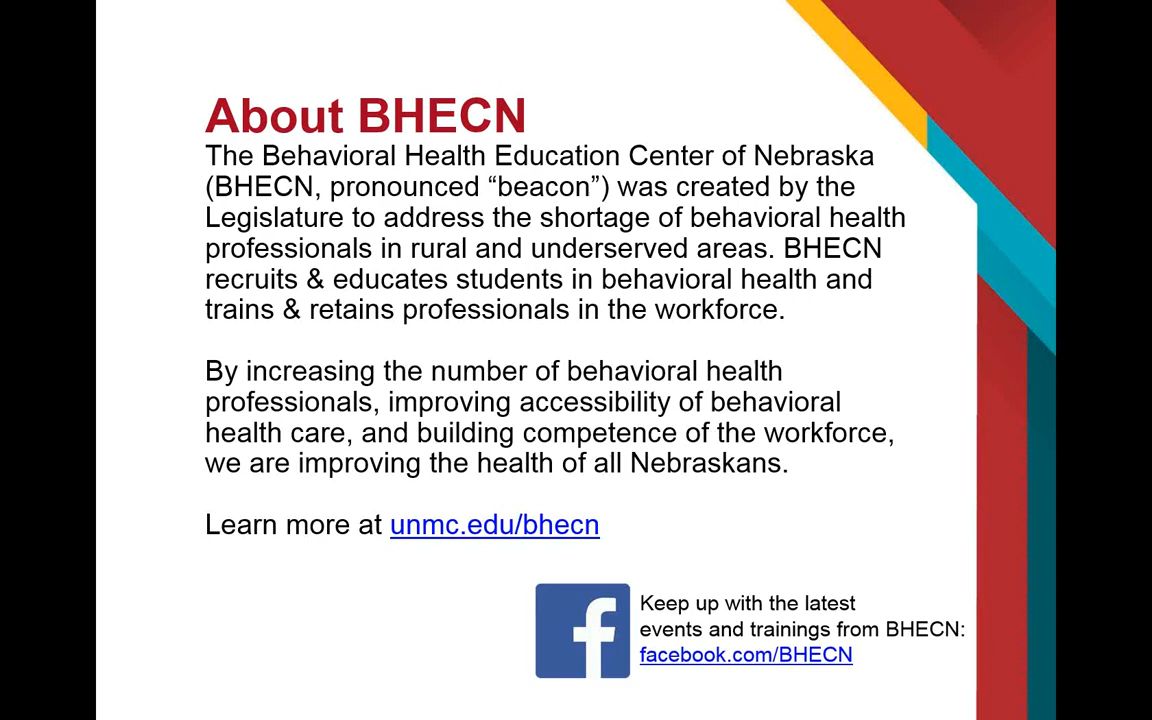 About BHECN
The Behavioral Health Education Center of Nebraska
(BHECN, pronounced “beacon”) was created by the
Legislature to address the shortage of behavioral health
professionals in rural and underserved areas. BHECN
recruits & educates students in behavioral health and
trains & retains professionals in the workforce.
By increasing the number of behavioral health
professionals, improving accessibility of behavioral
health care, and building competence of the workforce,
we are improving the health of all Nebraskans.
Learn more at unmc.edu/bhecn
Keep up with the latest
events and trainings from BHECN:
facebook.com/BHECN